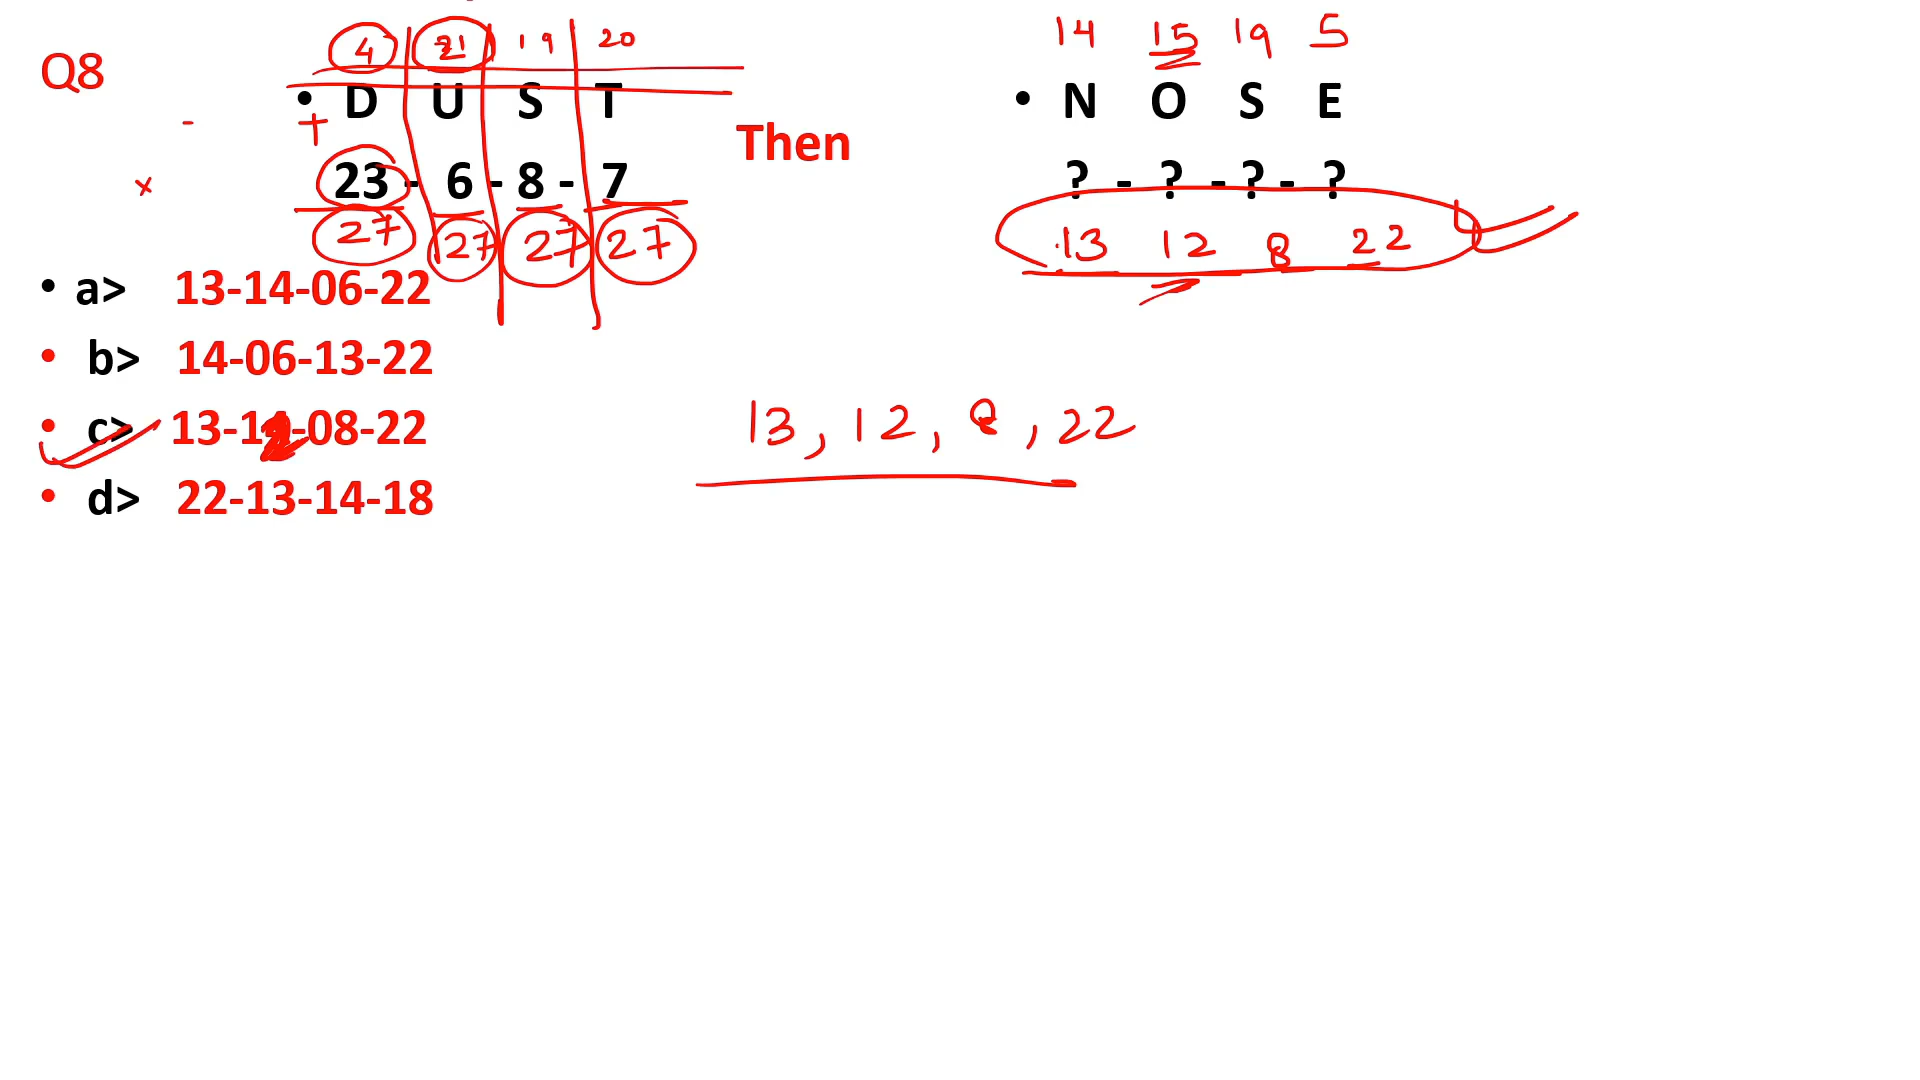 4 21 19 20
14 15 19 5
Q8
• D U S T
• N O S E
- +
Then
× 23 - 6 - 8 - 7
? - ? - ? - ?
27 27 27 27
13 12 8 22
• a> 13-14-06-22
• b> 14-06-13-22
• c> 13-12-08-22
13, 12, 8, 22
• d> 22-13-14-18